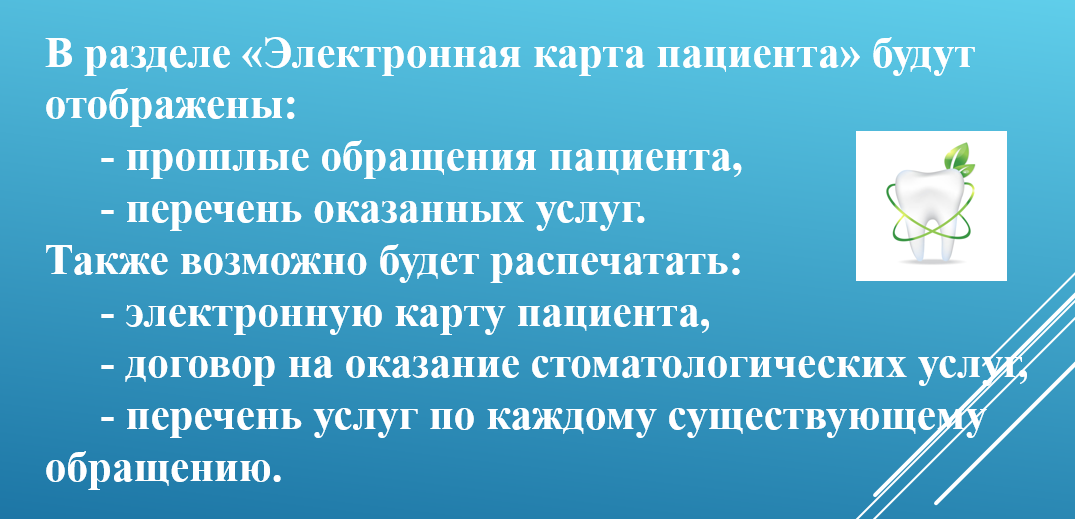 В разделе «Электронная карта пациента» будут
отображены:
- прошлые обращения пациента,
- перечень оказанных услуг.
Также возможно будет распечатать:
- электронную карту пациента,
- договор на оказание стоматологических услуг,
- перечень услуг по каждому существующему
обращению.